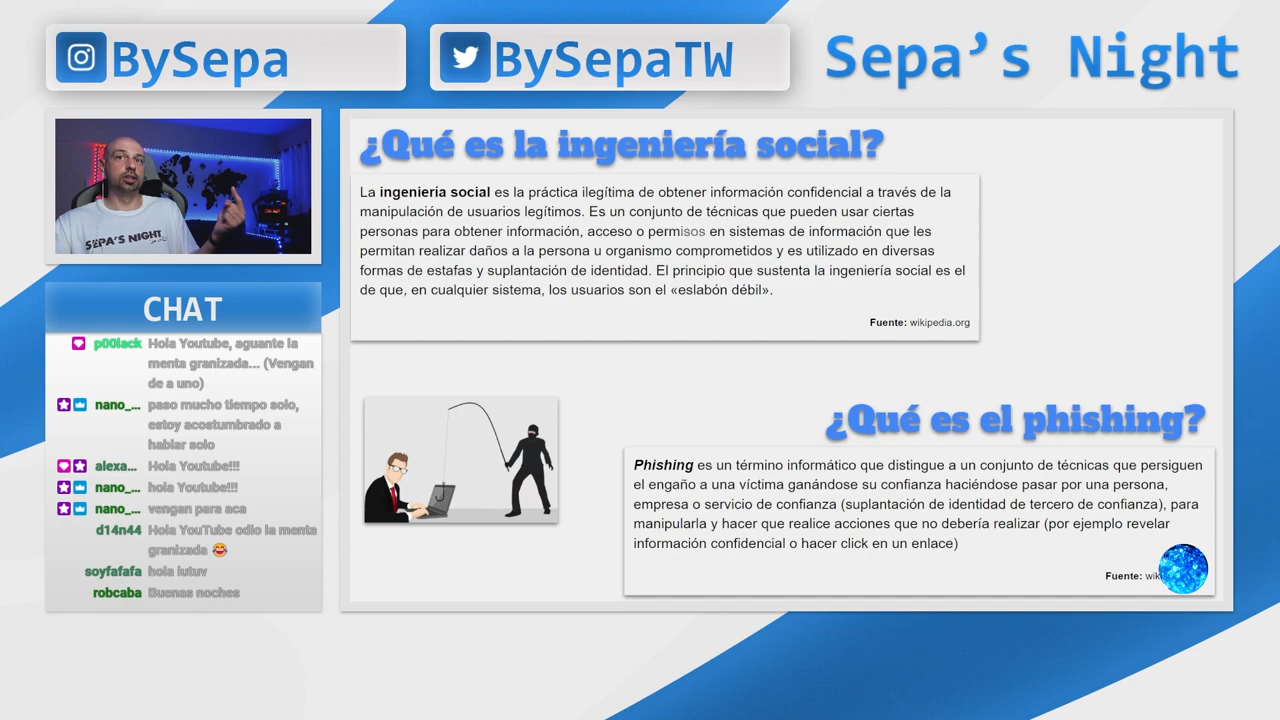 BySepa
BySepaTW
Sepa's Night
SEPA'S NIGHT
ON AIR
¿Qué es la ingeniería social?
La ingeniería social es la práctica ilegítima de obtener información confidencial a través de la
manipulación de usuarios legítimos. Es un conjunto de técnicas que pueden usar ciertas
personas para obtener información, acceso o permisos en sistemas de información que les
permitan realizar daños a la persona u organismo comprometidos y es utilizado en diversas
formas de estafas y suplantación de identidad. El principio que sustenta la ingeniería social es el
de que, en cualquier sistema, los usuarios son el «eslabón débil».
Fuente: wikipedia.org
CHAT
p00lack Hola Youtube, aguante la
menta granizada... (Vengan
de a uno)
nano_... paso mucho tiempo solo,
estoy acostumbrado a
hablar solo
alexa... Hola Youtube!!!
nano_... hola Youtube!!!
nano_... vengan para aca
d14n44 Hola YouTube odio la menta
granizada 😂
soyfafafa hola iutuv
robcaba Buenas noches
¿Qué es el phishing?
Phishing es un término informático que distingue a un conjunto de técnicas que persiguen
el engaño a una víctima ganándose su confianza haciéndose pasar por una persona,
empresa o servicio de confianza (suplantación de identidad de tercero de confianza), para
manipularla y hacer que realice acciones que no debería realizar (por ejemplo revelar
información confidencial o hacer click en un enlace)
Fuente: wik